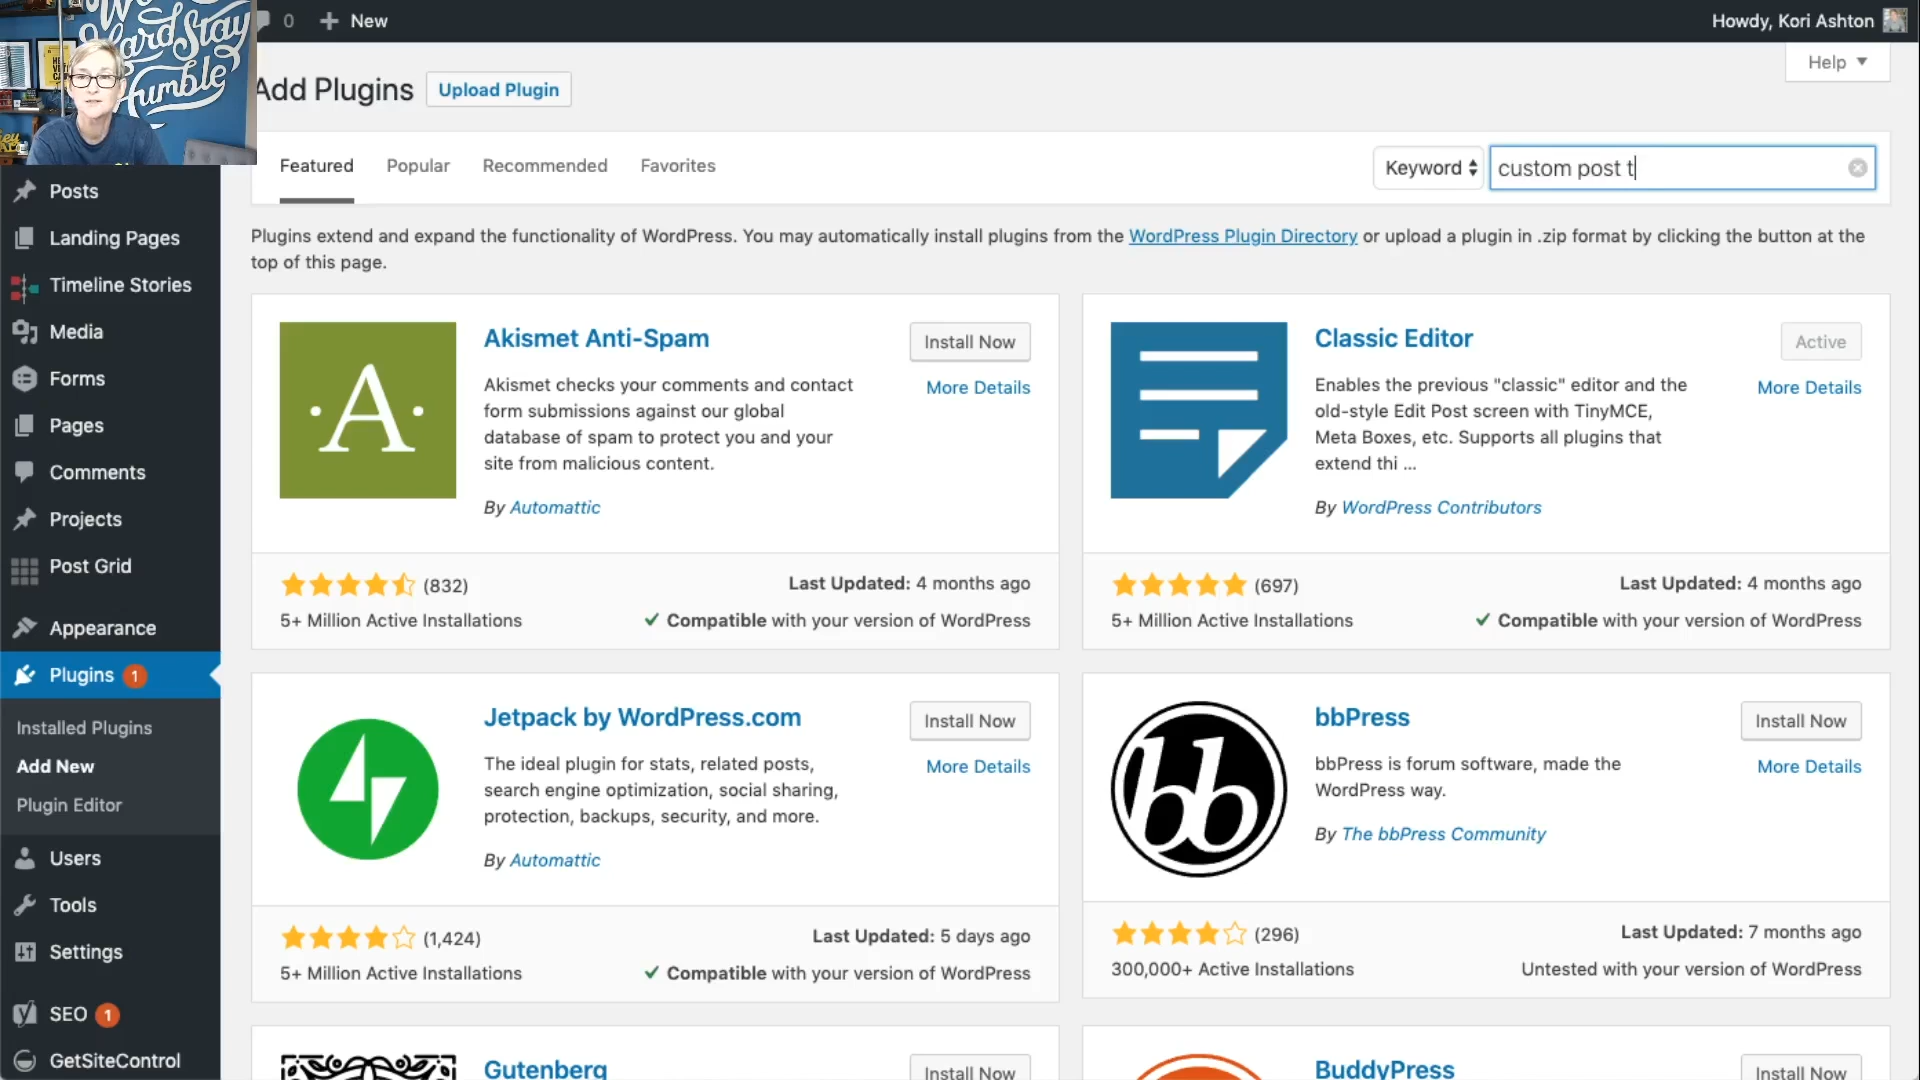 0
New
Howdy, Kori Ashton
Hard Stay
Humble
Add Plugins
Upload Plugin
Help
Featured
Popular
Recommended
Favorites
Keyword
custom post t
Plugins extend and expand the functionality of WordPress. You may automatically install plugins from the WordPress Plugin Directory or upload a plugin in .zip format by clicking the button at the
top of this page.
Posts
Landing Pages
Timeline Stories
Media
Forms
Pages
Comments
Projects
Post Grid
Appearance
Plugins 1
Installed Plugins
Add New
Plugin Editor
Users
Tools
Settings
SEO 1
GetSiteControl
A
Akismet Anti-Spam
Install Now
More Details
Akismet checks your comments and contact
form submissions against our global
database of spam to protect you and your
site from malicious content.
By Automattic
(832)
5+ Million Active Installations
Last Updated: 4 months ago
Compatible with your version of WordPress
Classic Editor
Active
More Details
Enables the previous "classic" editor and the
old-style Edit Post screen with TinyMCE,
Meta Boxes, etc. Supports all plugins that
extend thi ...
By WordPress Contributors
(697)
5+ Million Active Installations
Last Updated: 4 months ago
Compatible with your version of WordPress
Jetpack by WordPress.com
Install Now
More Details
The ideal plugin for stats, related posts,
search engine optimization, social sharing,
protection, backups, security, and more.
By Automattic
(1,424)
5+ Million Active Installations
Last Updated: 5 days ago
Compatible with your version of WordPress
bb
bbPress
Install Now
More Details
bbPress is forum software, made the
WordPress way.
By The bbPress Community
(296)
300,000+ Active Installations
Last Updated: 7 months ago
Untested with your version of WordPress
Gutenberg
Install Now
BuddyPress
Install Now